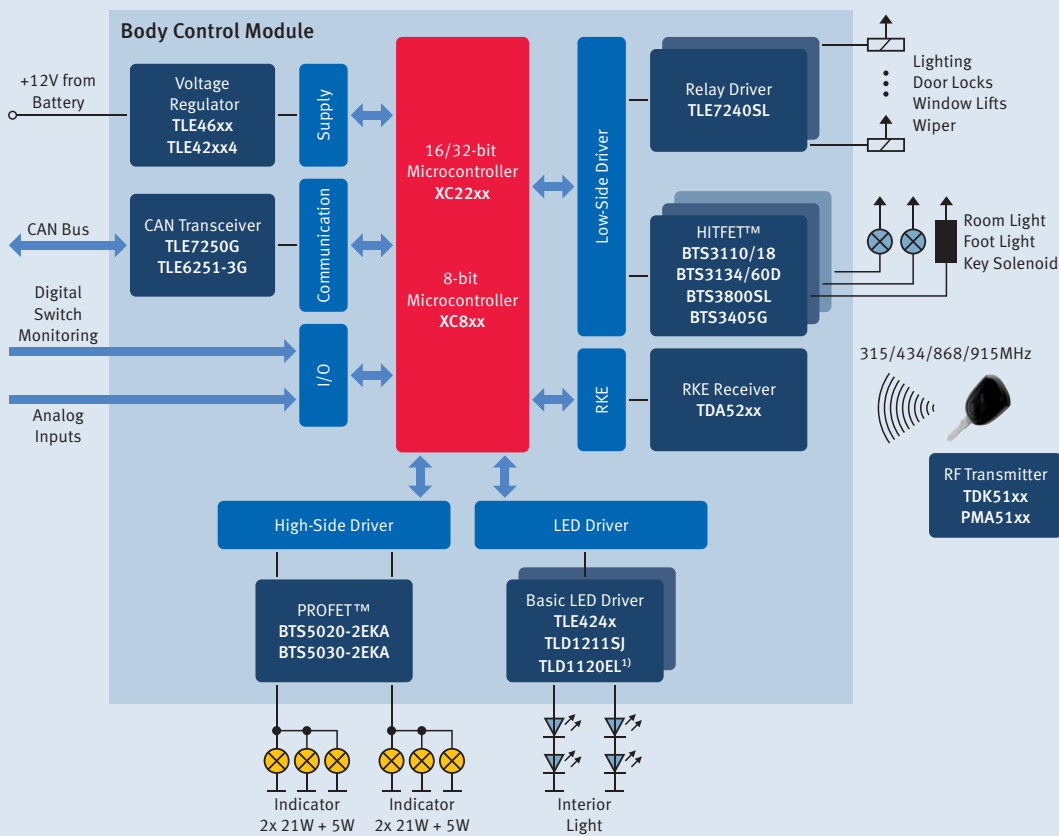 Body Control Module
+12V from
Battery
Voltage
Regulator
TLE46xx
TLE42xx4
Supply
CAN Bus
CAN Transceiver
TLE7250G
TLE6251-3G
Communication
Digital
Switch
Monitoring
Analog
Inputs
I/O
16/32-bit
Microcontroller
XC22xx
8-bit
Microcontroller
XC8xx
Low-Side Driver
Relay Driver
TLE7240SL
Lighting
Door Locks
Window Lifts
Wiper
HITFET™
BTS3110/18
BTS3134/60D
BTS3800SL
BTS3405G
Room Light
Foot Light
Key Solenoid
RKE
RKE Receiver
TDA52xx
315/434/868/915MHz
RF Transmitter
TDK51xx
PMA51xx
High-Side Driver
LED Driver
PROFET™
BTS5020-2EKA
BTS5030-2EKA
Basic LED Driver
TLE424x
TLD1211SJ
TLD1120EL¹⁾
Indicator
2x 21W + 5W
Indicator
2x 21W + 5W
Interior
Light